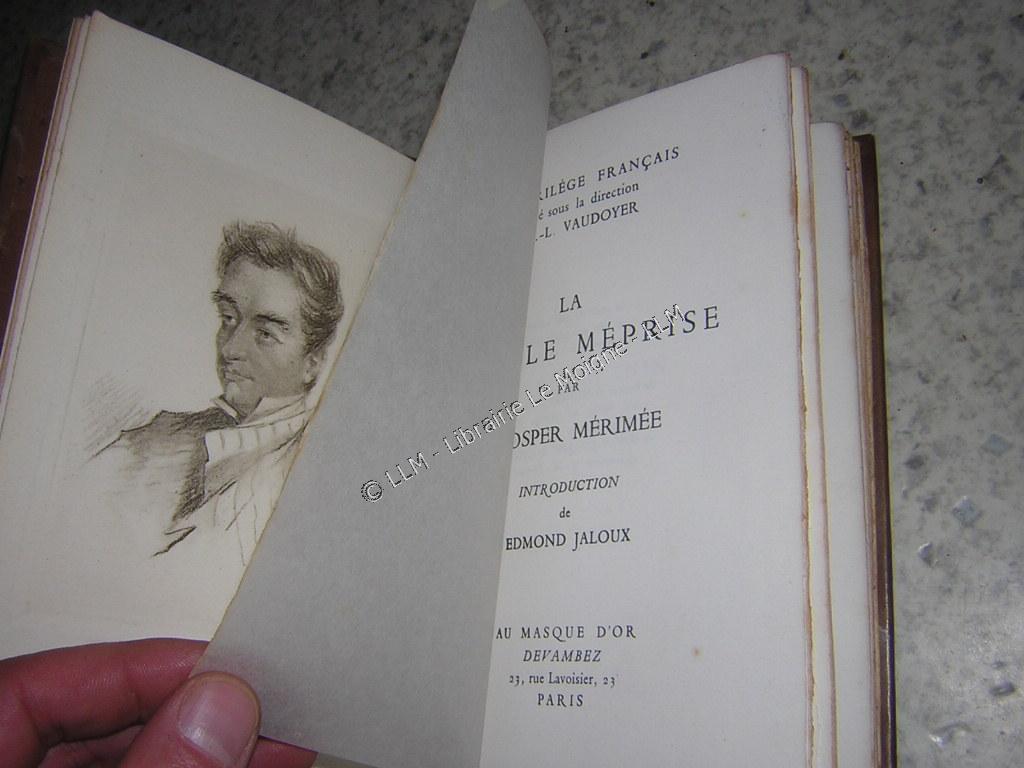 RILÈGE FRANÇAIS
é sous la direction
.-L. VAUDOYER
LA
LE MÉPRISE
PAR
OSPER MÉRIMÉE
INTRODUCTION
de
EDMOND JALOUX
AU MASQUE D'OR
DEVAMBEZ
23, rue Lavoisier, 23
PARIS
© LLM - Librairie Le Moigne - LLM